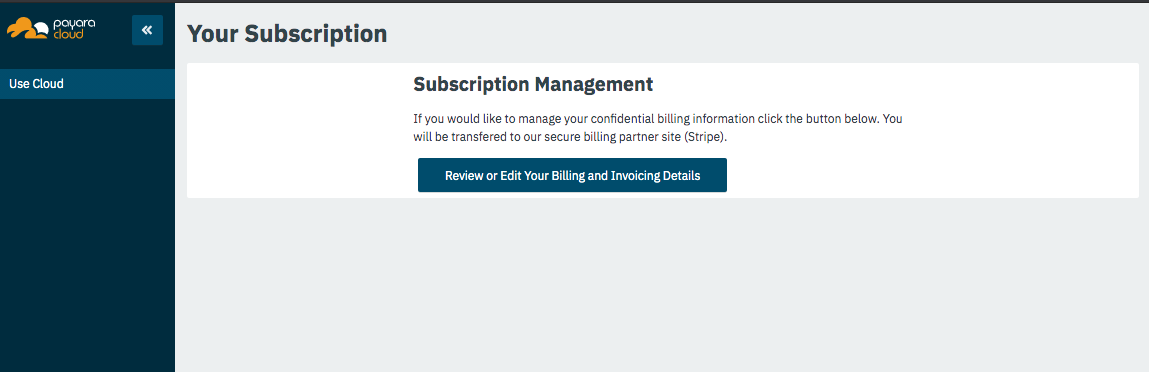 payara
cloud
«
Your Subscription
Use Cloud
Subscription Management
If you would like to manage your confidential billing information click the button below. You
will be transfered to our secure billing partner site (Stripe).
Review or Edit Your Billing and Invoicing Details